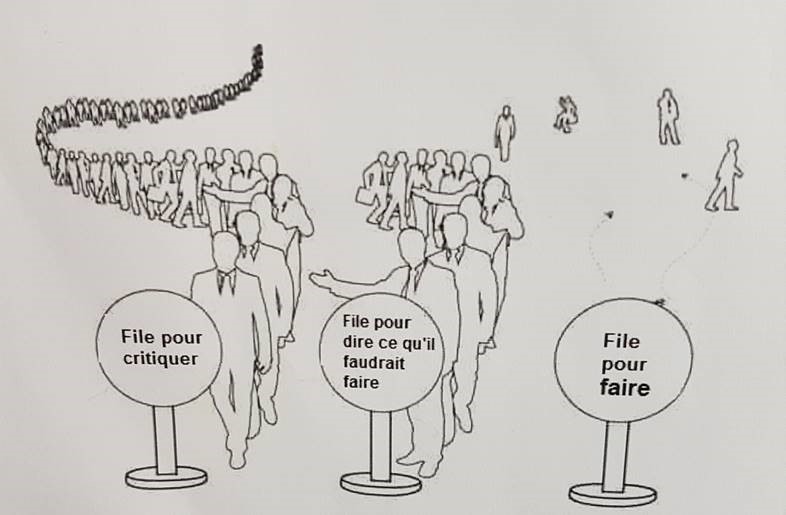 File pour
critiquer
File pour
dire ce qu'il
faudrait
faire
File
pour
faire